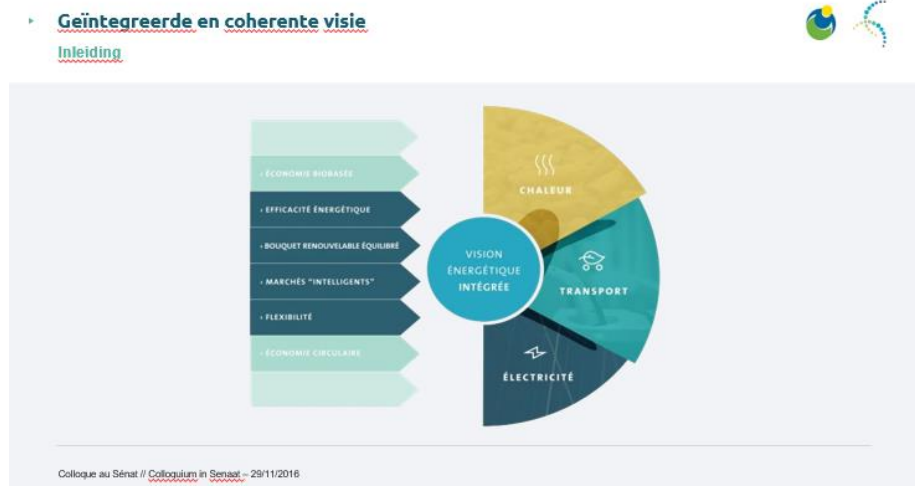 Geïntegreerde en coherente visie
Inleiding
› ÉCONOMIE BIOBASÉE
› EFFICACITÉ ÉNERGÉTIQUE
› BOUQUET RENOUVELABLE ÉQUILIBRÉ
› MARCHÉS "INTELLIGENTS"
› FLEXIBILITÉ
› ÉCONOMIE CIRCULAIRE
VISION
ÉNERGÉTIQUE
INTÉGRÉE
CHALEUR
TRANSPORT
ÉLECTRICITÉ
Colloque au Sénat // Colloquium in Senaat – 29/11/2016